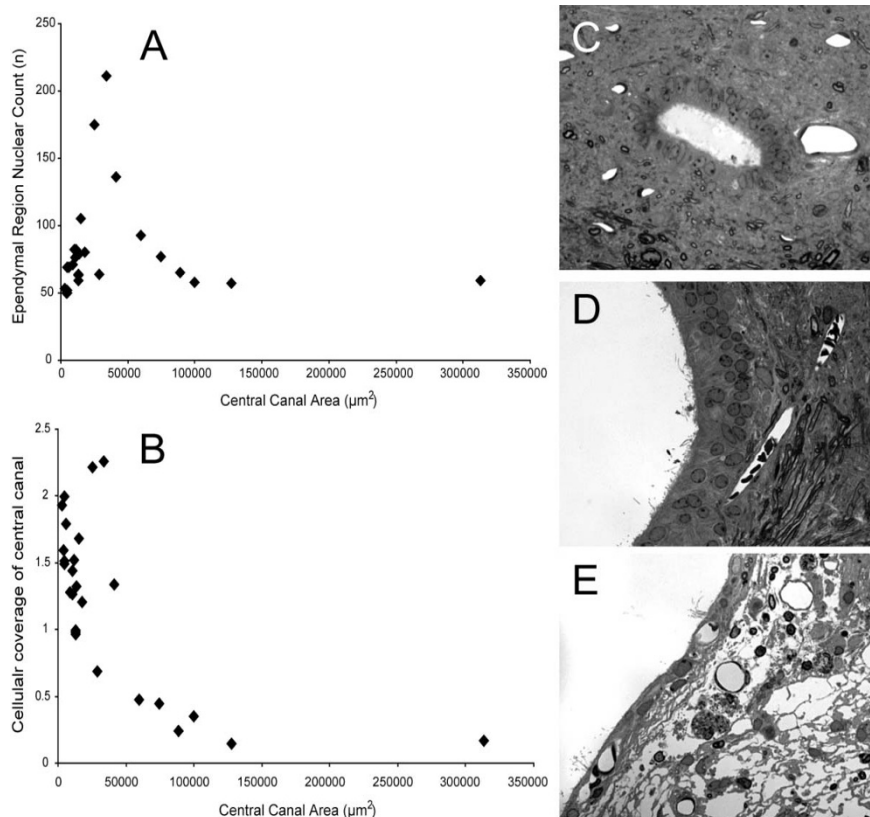 A
Ependymal Region Nuclear Count (n)
250
200
150
100
50
0
0 50000 100000 150000 200000 250000 300000 350000
Central Canal Area (µm²)
B
Cellulalr coverage of central canal
2.5
2
1.5
1
0.5
0
0 50000 100000 150000 200000 250000 300000 350000
Central Canal Area (µm²)
C
D
E